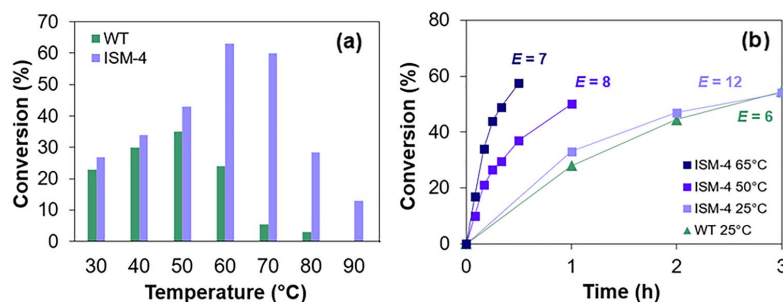 (a)
WT
ISM-4
Conversion (%)
70
60
50
40
30
20
10
0
30 40 50 60 70 80 90
Temperature (°C)
(b)
Conversion (%)
80
60
40
20
0
E = 7
E = 8
E = 12
E = 6
ISM-4 65°C
ISM-4 50°C
ISM-4 25°C
WT 25°C
0 1 2 3
Time (h)